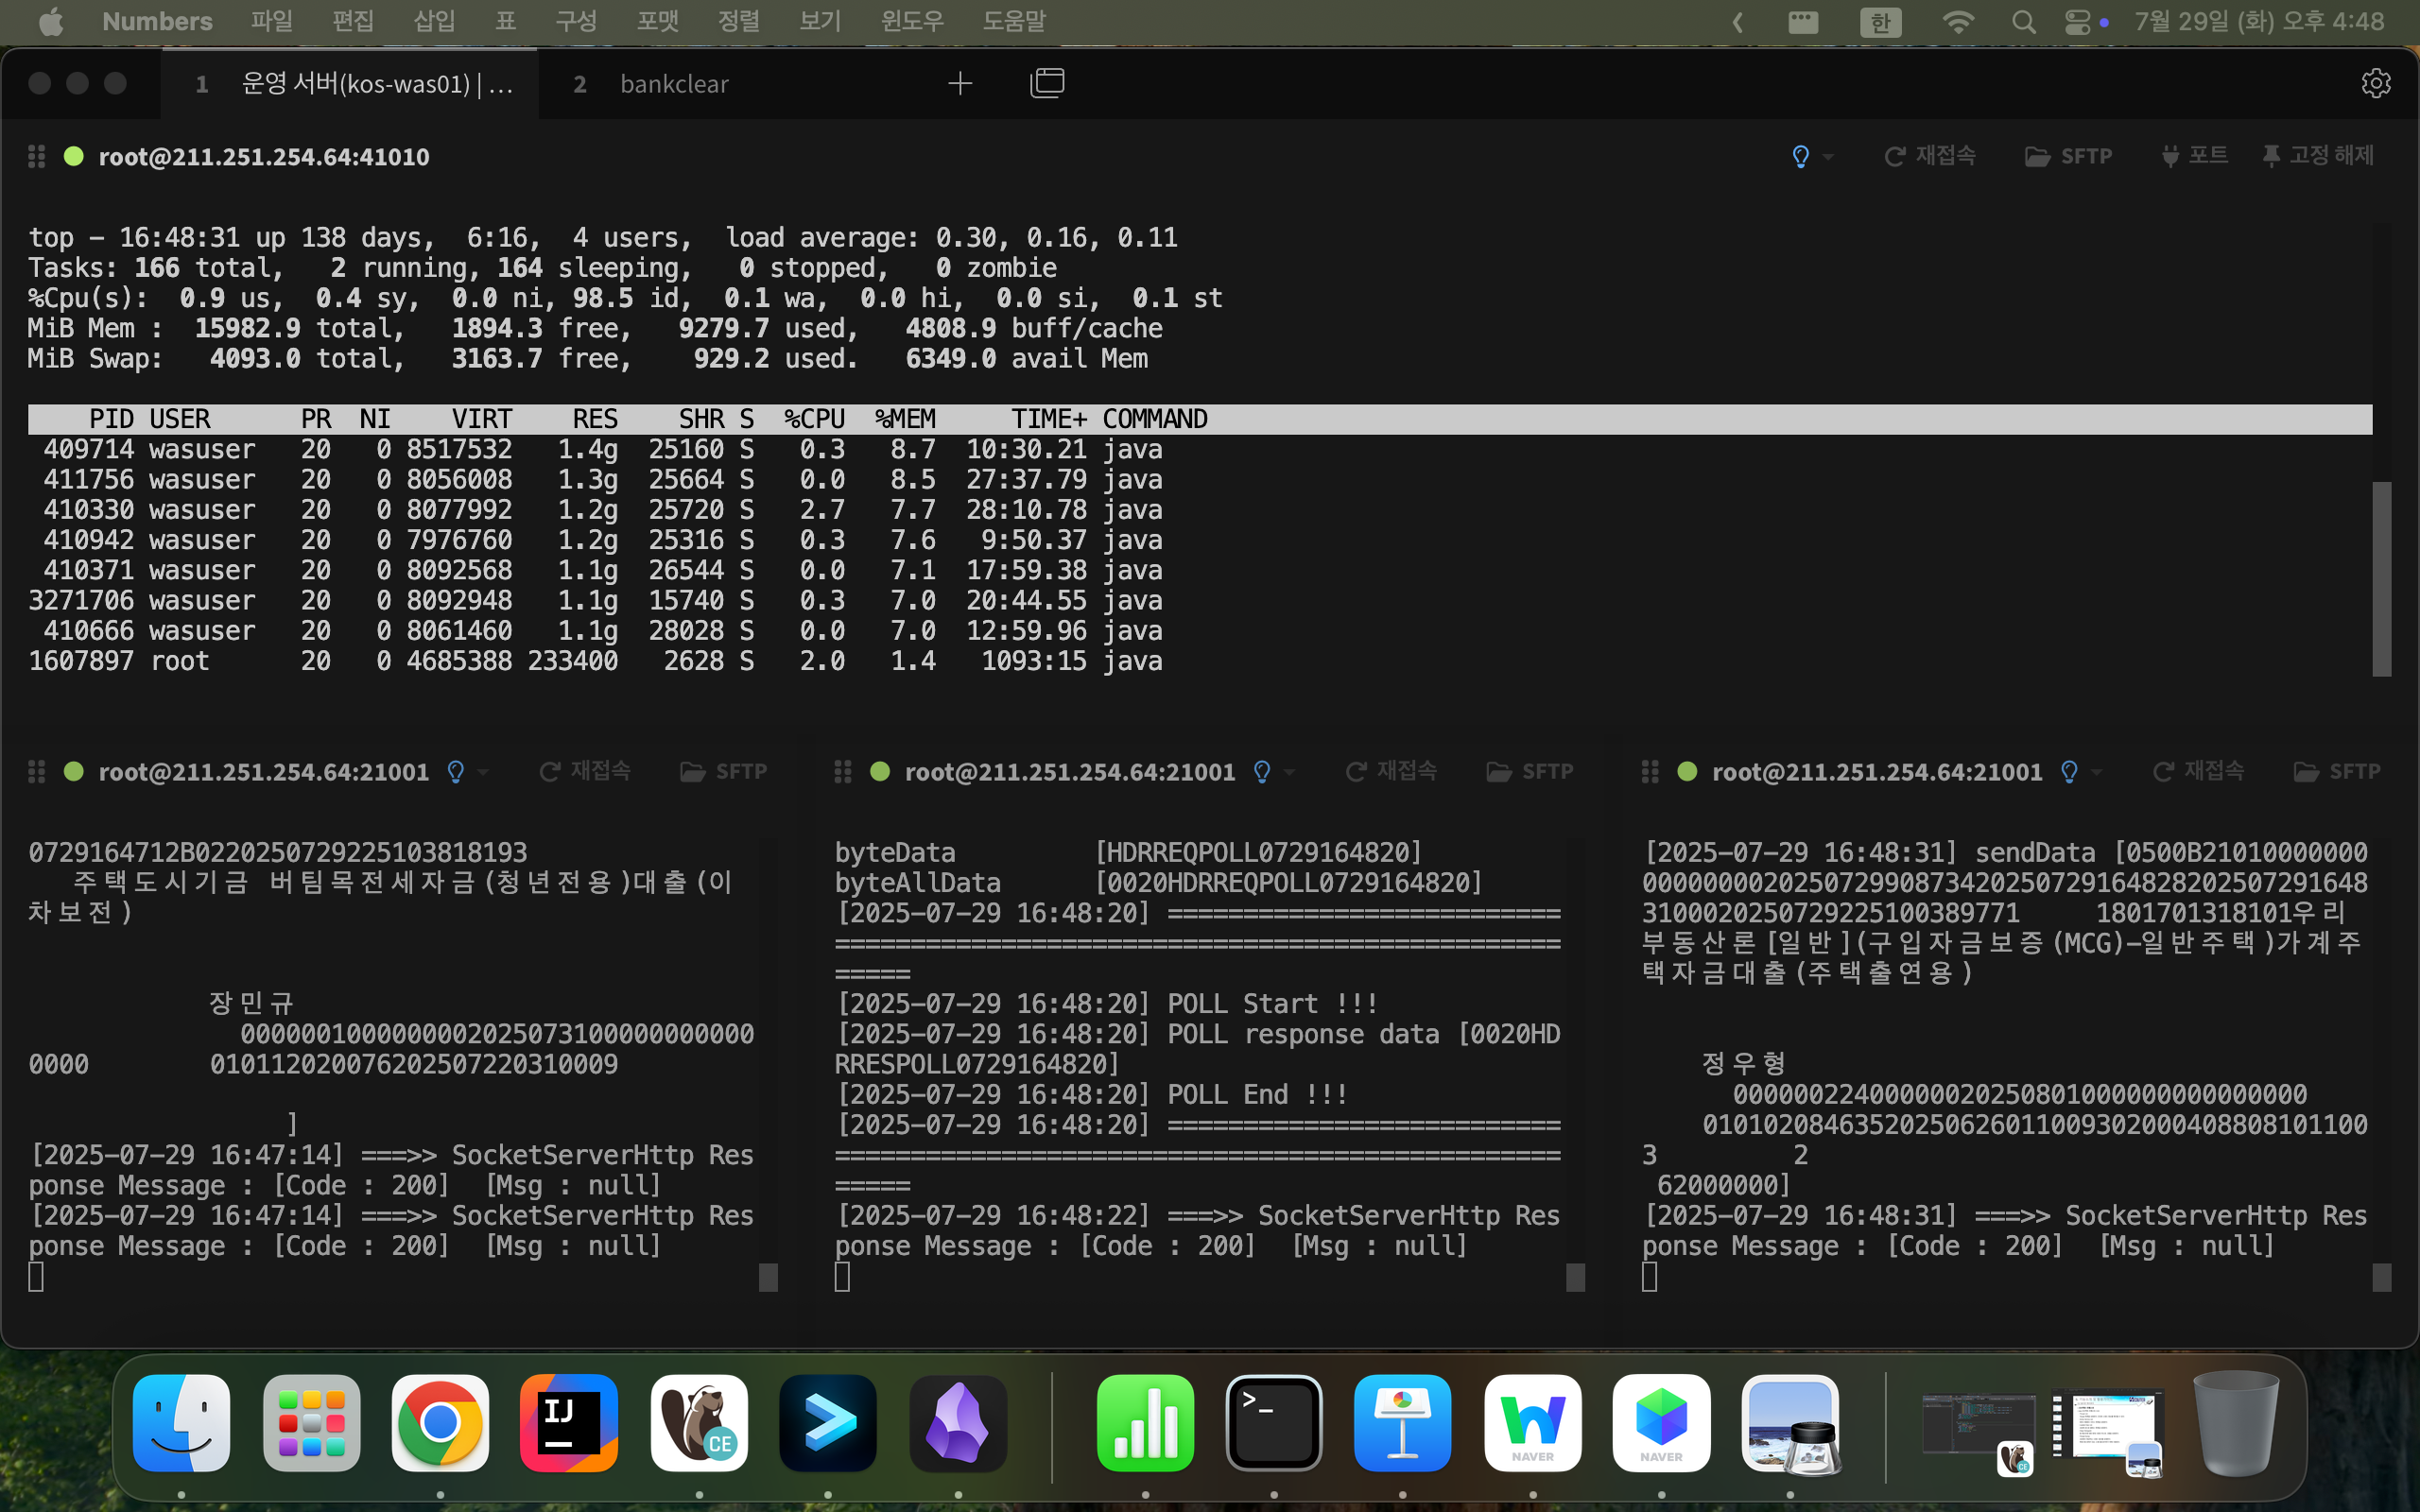 Numbers 파일 편집 삽입 표 구성 포맷 정렬 보기 윈도우 도움말 한 7월 29일 (화) 오후 4:48
1 운영 서버(kos-was01) | … 2 bankclear
root@211.251.254.64:41010 재접속 SFTP 포트 고정 해제
top - 16:48:31 up 138 days, 6:16, 4 users, load average: 0.30, 0.16, 0.11
Tasks: 166 total, 2 running, 164 sleeping, 0 stopped, 0 zombie
%Cpu(s): 0.9 us, 0.4 sy, 0.0 ni, 98.5 id, 0.1 wa, 0.0 hi, 0.0 si, 0.1 st
MiB Mem : 15982.9 total, 1894.3 free, 9279.7 used, 4808.9 buff/cache
MiB Swap: 4093.0 total, 3163.7 free, 929.2 used. 6349.0 avail Mem
PID USER PR NI VIRT RES SHR S %CPU %MEM TIME+ COMMAND
409714 wasuser 20 0 8517532 1.4g 25160 S 0.3 8.7 10:30.21 java
411756 wasuser 20 0 8056008 1.3g 25664 S 0.0 8.5 27:37.79 java
410330 wasuser 20 0 8077992 1.2g 25720 S 2.7 7.7 28:10.78 java
410942 wasuser 20 0 7976760 1.2g 25316 S 0.3 7.6 9:50.37 java
410371 wasuser 20 0 8092568 1.1g 26544 S 0.0 7.1 17:59.38 java
3271706 wasuser 20 0 8092948 1.1g 15740 S 0.3 7.0 20:44.55 java
410666 wasuser 20 0 8061460 1.1g 28028 S 0.0 7.0 12:59.96 java
1607897 root 20 0 4685388 233400 2628 S 2.0 1.4 1093:15 java
root@211.251.254.64:21001 재접속 SFTP
0729164712B0220250729225103818193
주택도시기금 버팀목전세자금(청년전용)대출(이
차보전)
장민규
0000001000000002025073100000000000
0000 010112020076202507220310009
]
[2025-07-29 16:47:14] ===>> SocketServerHttp Res
ponse Message : [Code : 200] [Msg : null]
[2025-07-29 16:47:14] ===>> SocketServerHttp Res
ponse Message : [Code : 200] [Msg : null]
root@211.251.254.64:21001 재접속 SFTP
byteData [HDRREQPOLL0729164820]
byteAllData [0020HDRREQPOLL0729164820]
[2025-07-29 16:48:20] ==========================
================================================
=====
[2025-07-29 16:48:20] POLL Start !!!
[2025-07-29 16:48:20] POLL response data [0020HD
RRESPOLL0729164820]
[2025-07-29 16:48:20] POLL End !!!
[2025-07-29 16:48:20] ==========================
================================================
=====
[2025-07-29 16:48:22] ===>> SocketServerHttp Res
ponse Message : [Code : 200] [Msg : null]
root@211.251.254.64:21001 재접속 SFTP
[2025-07-29 16:48:31] sendData [0500B21010000000
000000002025072990873420250729164828202507291648
3100020250729225100389771 1801701318101우리
부동산론[일반](구입자금보증(MCG)-일반주택)가계주
택자금대출(주택출연용)
정우형
00000022400000020250801000000000000000
01010208463520250626011009302000408808101100
3 2
62000000]
[2025-07-29 16:48:31] ===>> SocketServerHttp Res
ponse Message : [Code : 200] [Msg : null]
IJ
CE
>_
NAVER
NAVER
CE